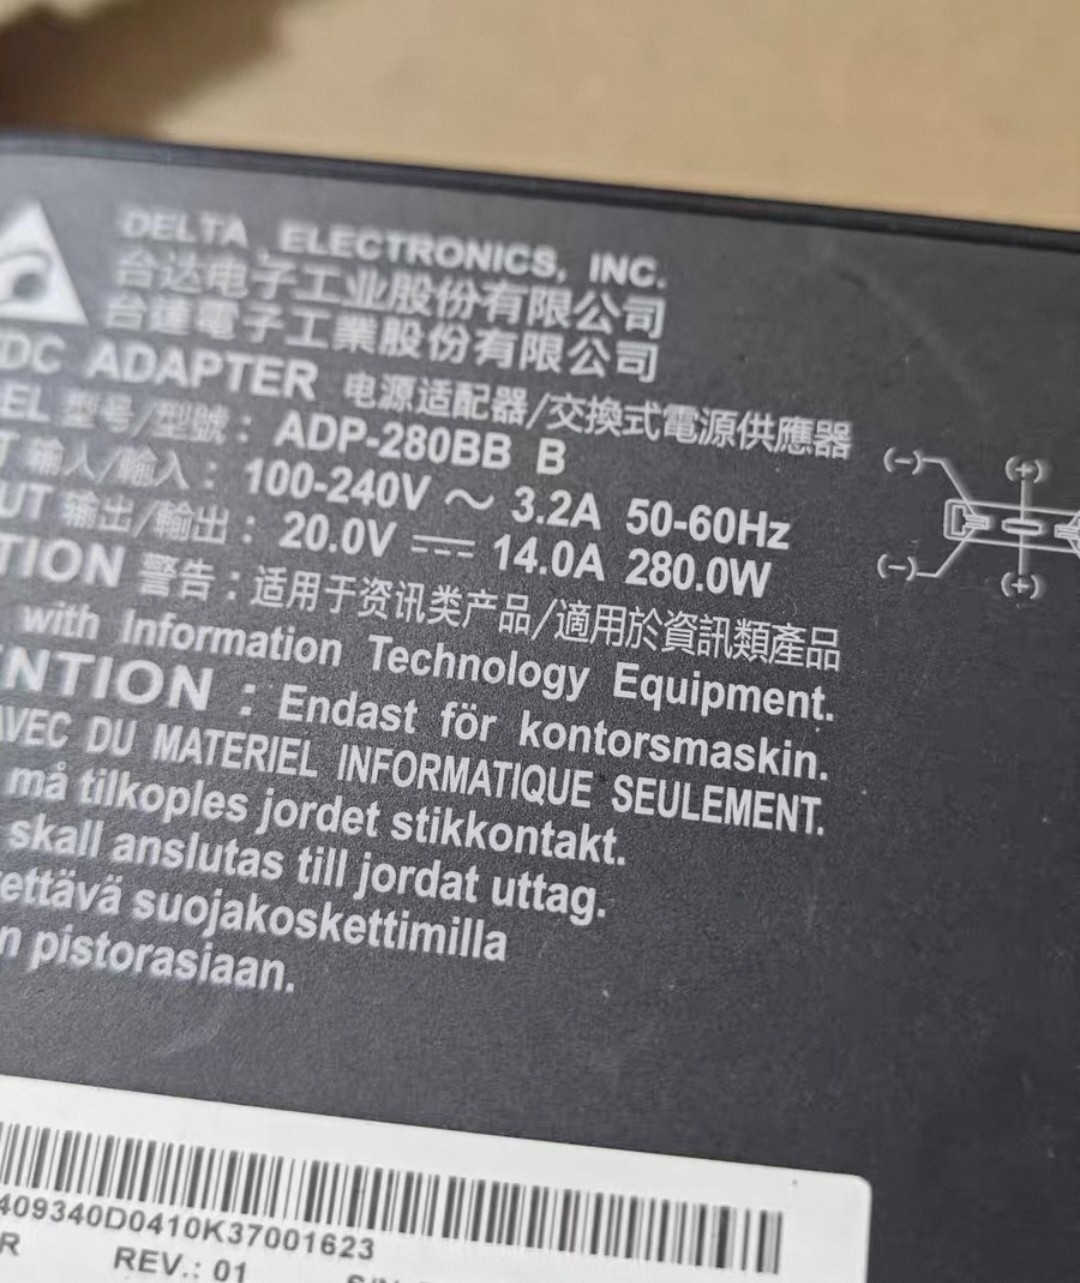 DELTA ELECTRONICS, INC.
台达电子工业股份有限公司
台達電子工業股份有限公司
DC ADAPTER 电源适配器/交換式電源供應器
EL 型号/型號: ADP-280BB B
T 输入/輸入: 100-240V ~ 3.2A 50-60Hz
UT 输出/輸出: 20.0V ⎓ 14.0A 280.0W
TION 警告:适用于资讯类产品/適用於資訊類產品
with Information Technology Equipment.
NTION : Endast för kontorsmaskin.
AVEC DU MATERIEL INFORMATIQUE SEULEMENT.
må tilkoples jordet stikkontakt.
skall anslutas till jordat uttag.
ettävä suojakoskettimilla
n pistorasiaan.
(-) (+)
(-) (+)
409340D0410K37001623
R REV.: 01